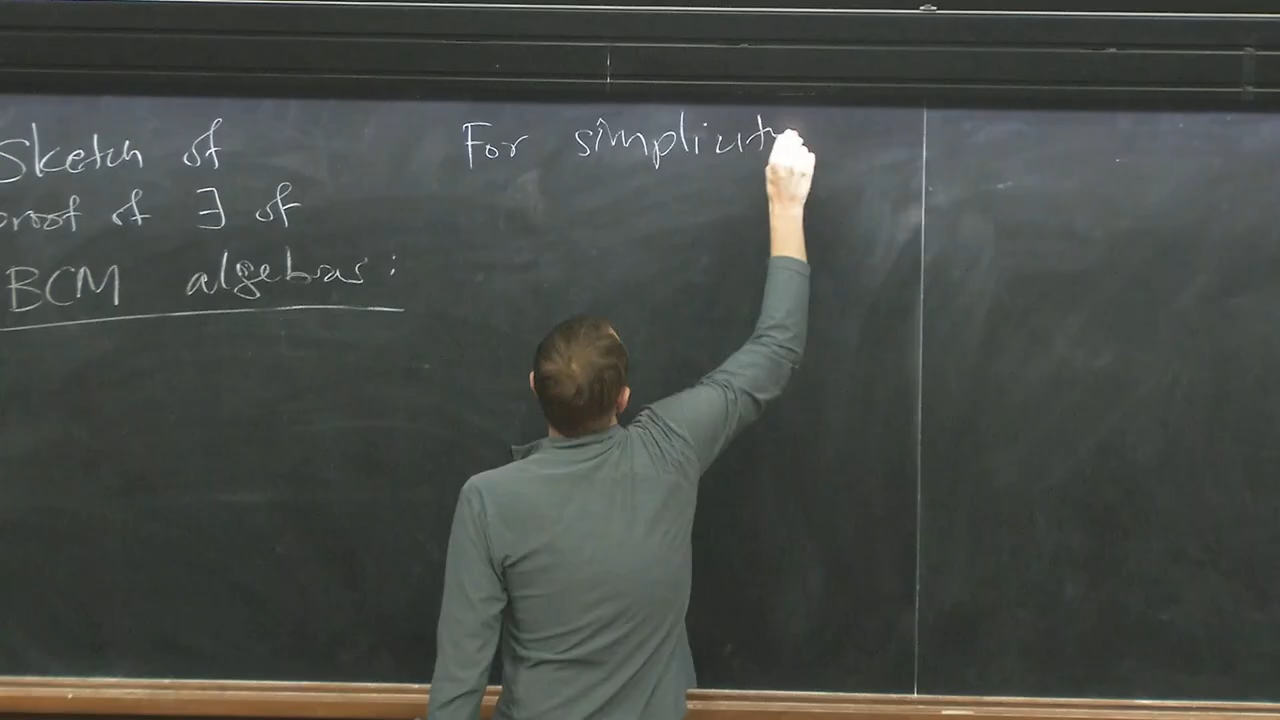 Sketch of
proof of ∃ of
BCM algebras:
For simplicity